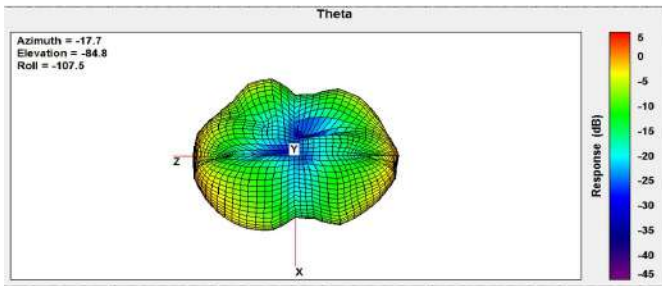 Theta
Azimuth = -17.7
Elevation = -84.8
Roll = -107.5
Y
Z
X
5
0
-5
-10
-15
-20
-25
-30
-35
-40
-45
Response (dB)